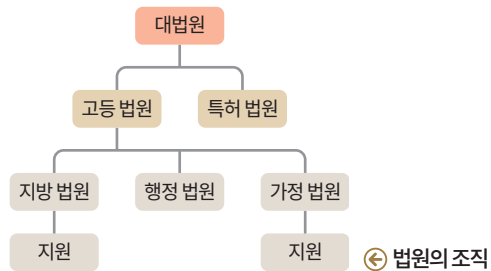 대법원
고등 법원
특허 법원
지방 법원
행정 법원
가정 법원
지원
지원
법원의 조직